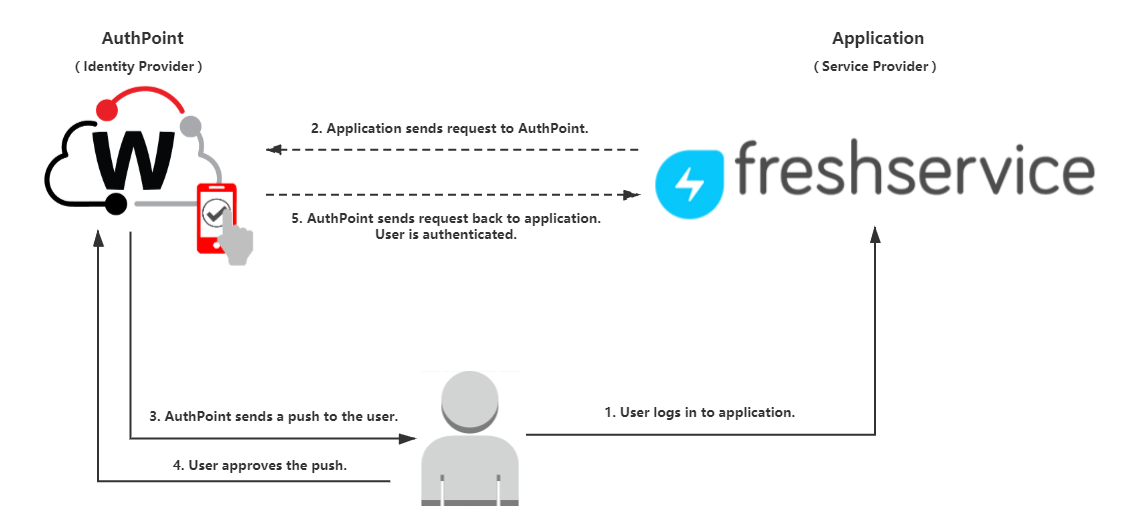 AuthPoint
( Identity Provider )
Application
( Service Provider )
2. Application sends request to AuthPoint.
W
freshservice
5. AuthPoint sends request back to application.
User is authenticated.
3. AuthPoint sends a push to the user.
1. User logs in to application.
4. User approves the push.